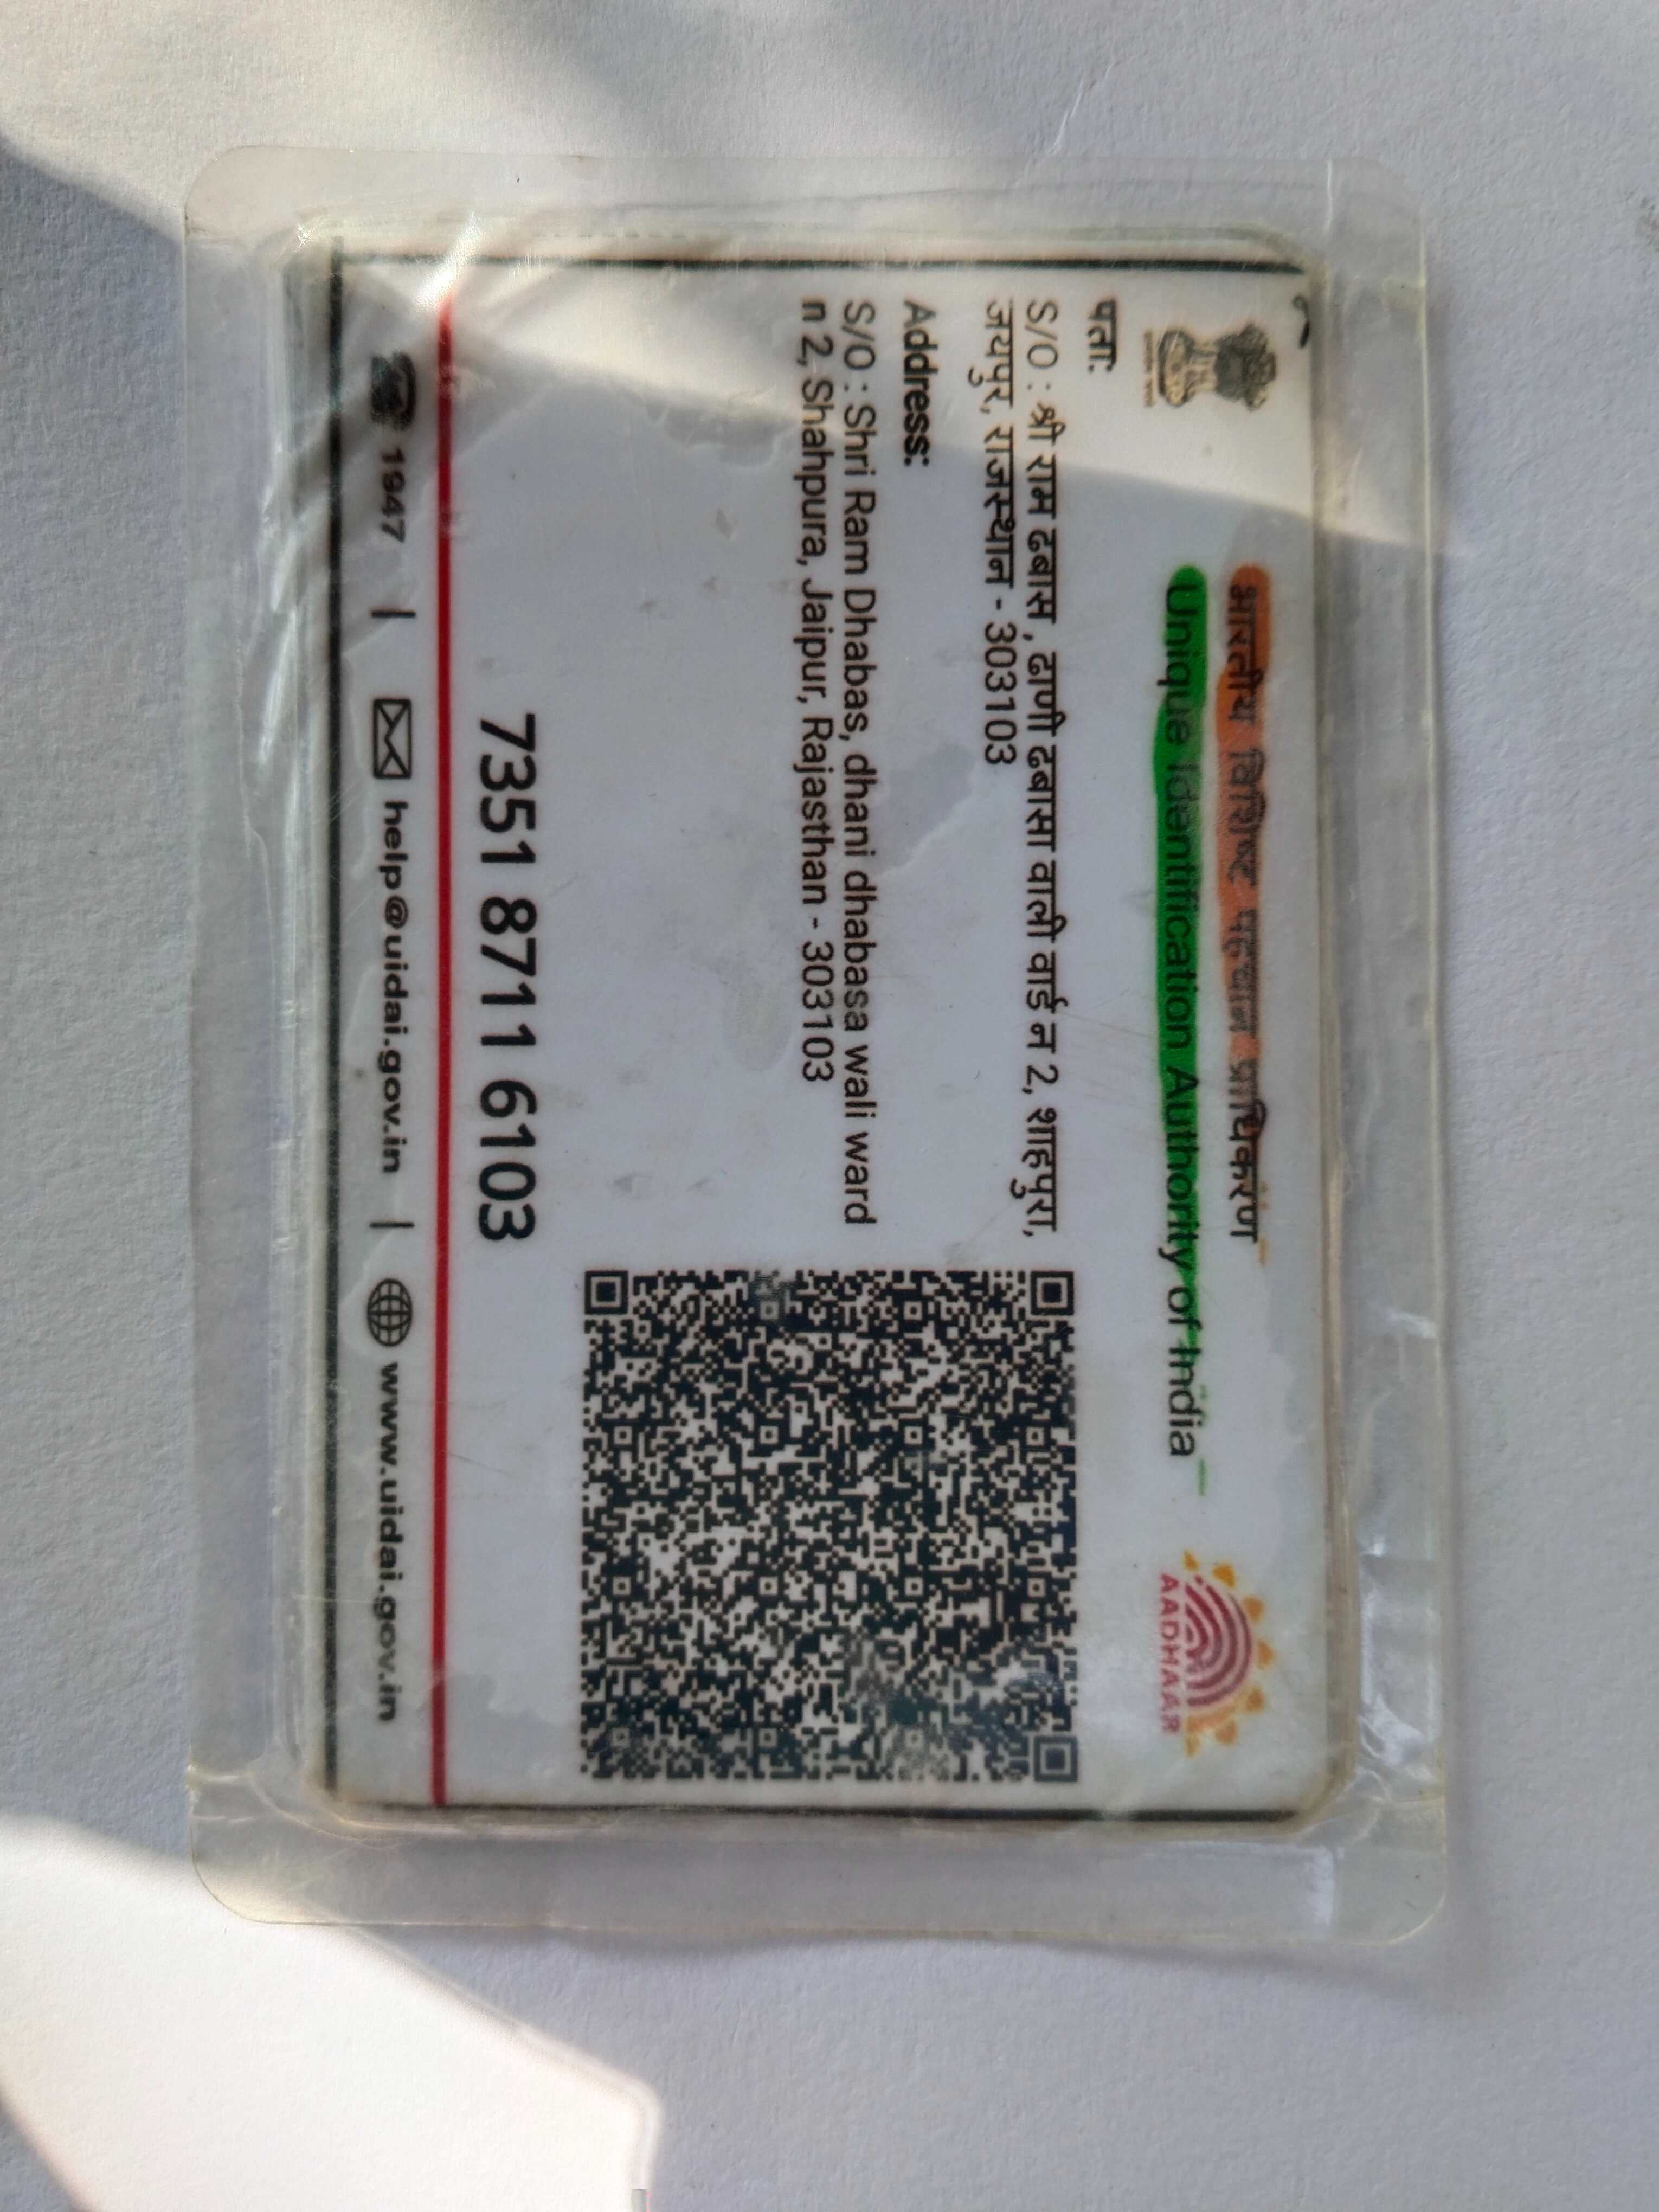 भारतीय विशिष्ट पहचान प्राधिकरण
Unique Identification Authority of India
AADHAAR
पता:
S/O : श्री राम ढबास , ढाणी ढबासा वाली वार्ड न 2, शाहपुरा,
जयपुर, राजस्थान - 303103
Address:
S/O : Shri Ram Dhabas, dhani dhabasa wali ward
n 2, Shahpura, Jaipur, Rajasthan - 303103
7351 8711 6103
1947 | help@uidai.gov.in | www.uidai.gov.in